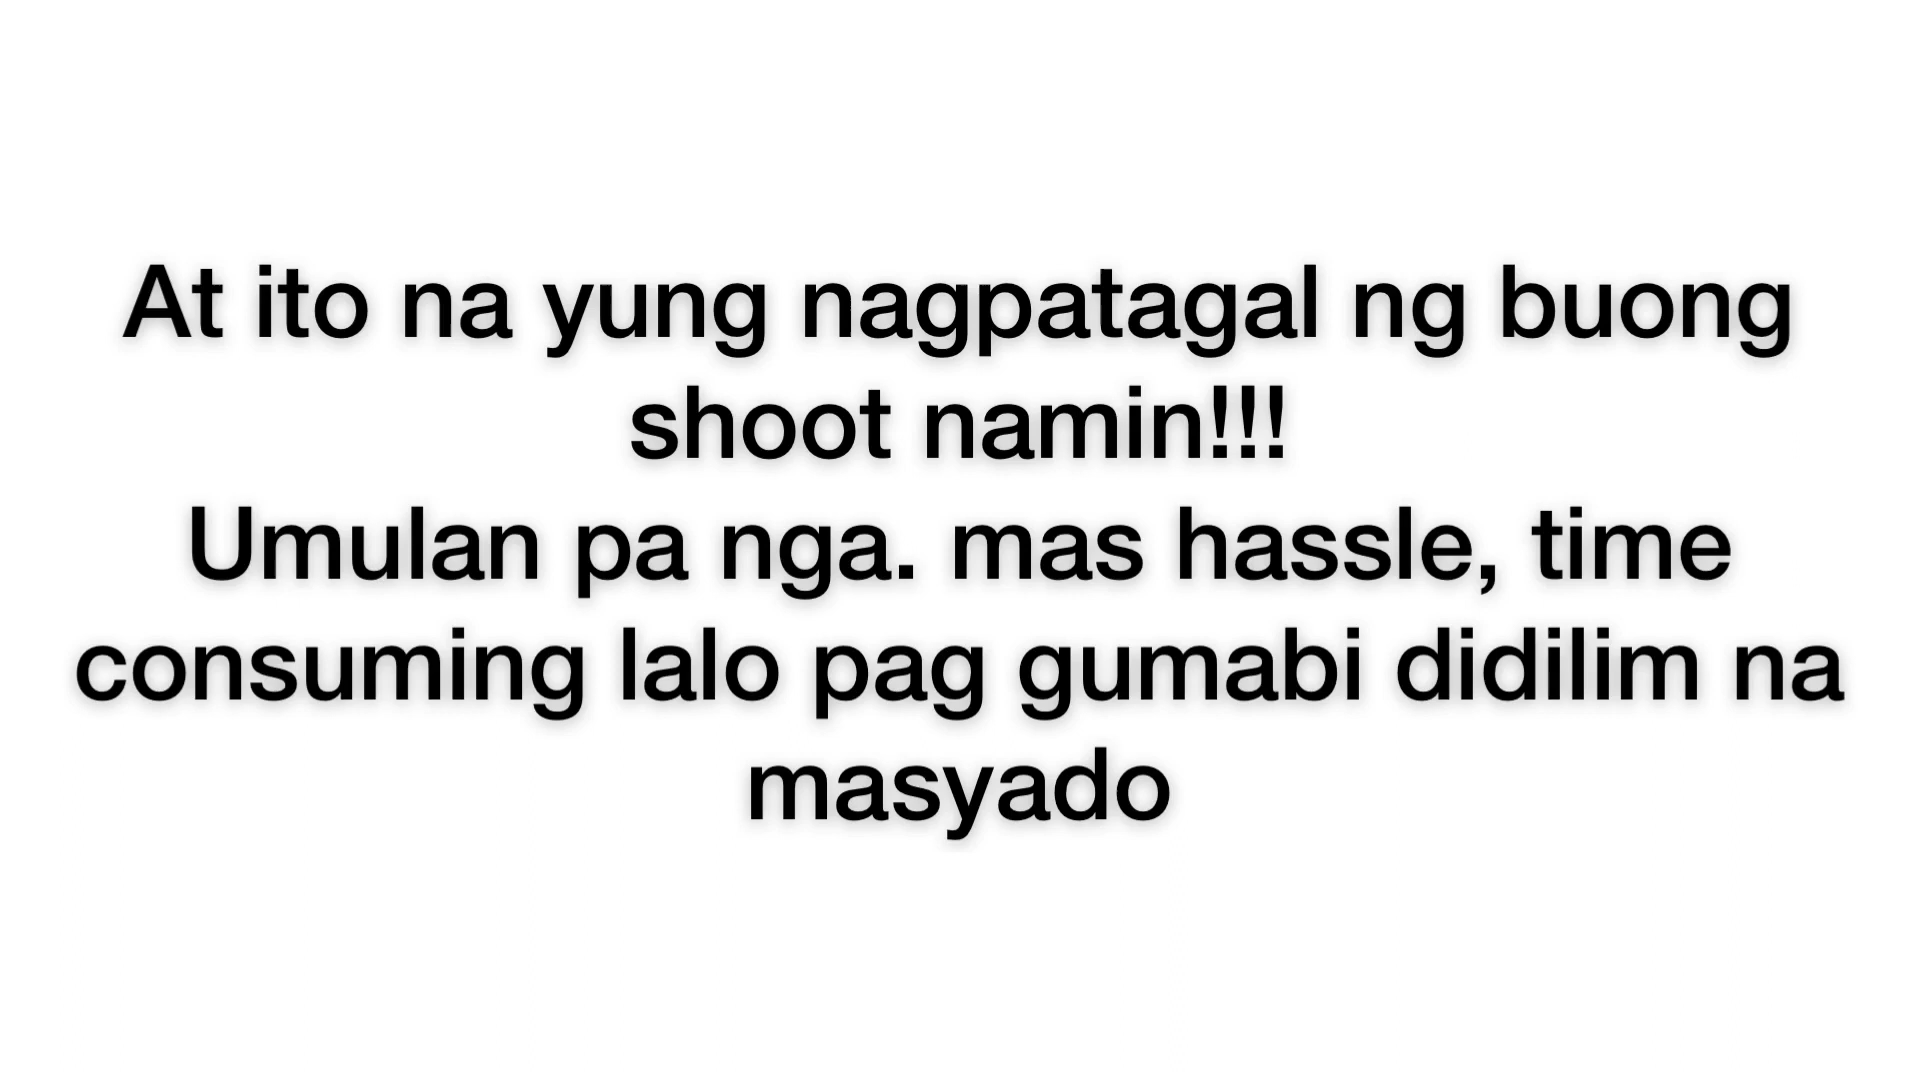 At ito na yung nagpatagal ng buong
shoot namin!!!
Umulan pa nga. mas hassle, time
consuming lalo pag gumabi didilim na
masyado